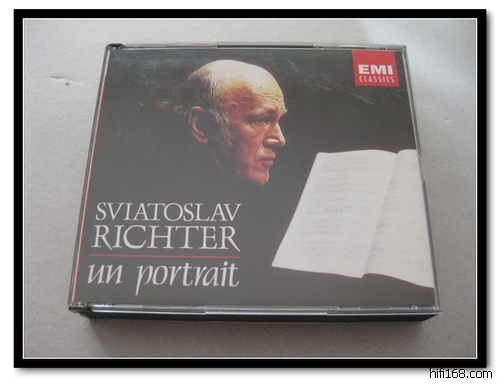 EMI
CLASSICS
SVIATOSLAV
RICHTER
un portrait
hifi168.com